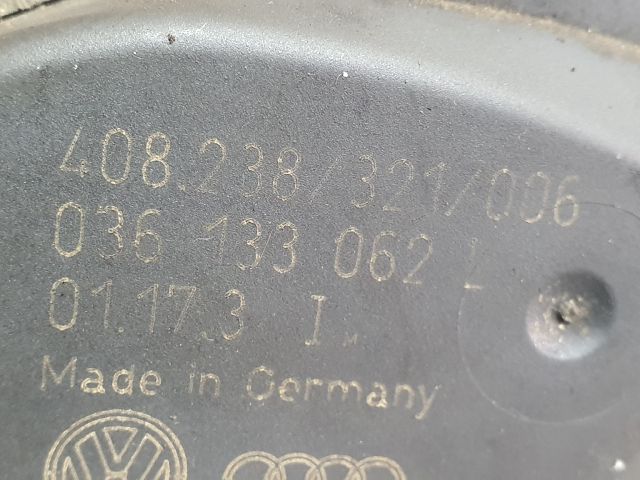 408.238/321/006
036 133 062 L
01.17.3 I M
Made in Germany